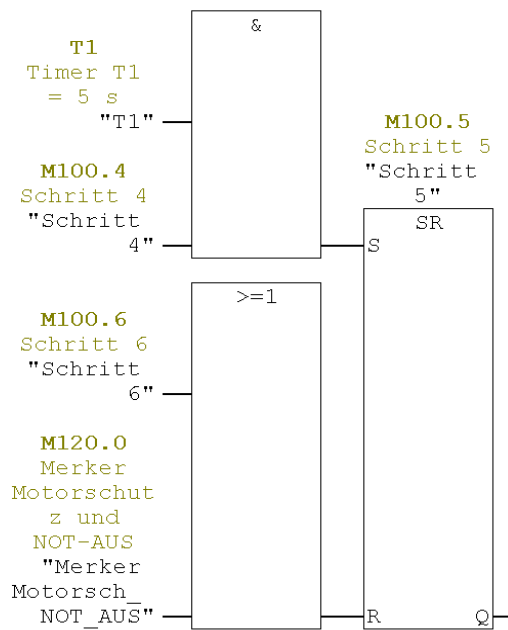 &
T1
Timer T1
= 5 s
"T1"
M100.4
Schritt 4
"Schritt
4"
M100.5
Schritt 5
"Schritt
5"
SR
S
>=1
M100.6
Schritt 6
"Schritt
6"
M120.0
Merker
Motorschut
z und
NOT-AUS
"Merker
Motorsch_
NOT_AUS"
R
Q